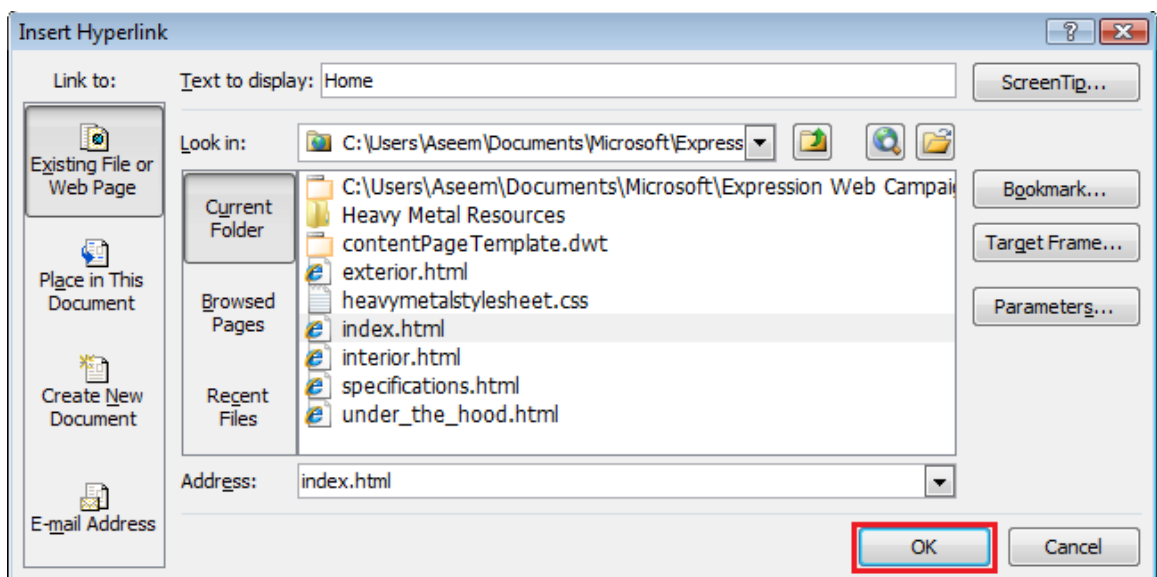 Insert Hyperlink
Link to:
Text to display: Home
ScreenTip...
Existing File or
Web Page
Look in:
C:\Users\Aseem\Documents\Microsoft\Express
Current
Folder
C:\Users\Aseem\Documents\Microsoft\Expression Web Campai
Heavy Metal Resources
contentPageTemplate.dwt
exterior.html
heavymetalstylesheet.css
index.html
interior.html
specifications.html
under_the_hood.html
Bookmark...
Target Frame...
Parameters...
Place in This
Document
Browsed
Pages
Create New
Document
Recent
Files
E-mail Address
Address:
index.html
OK
Cancel